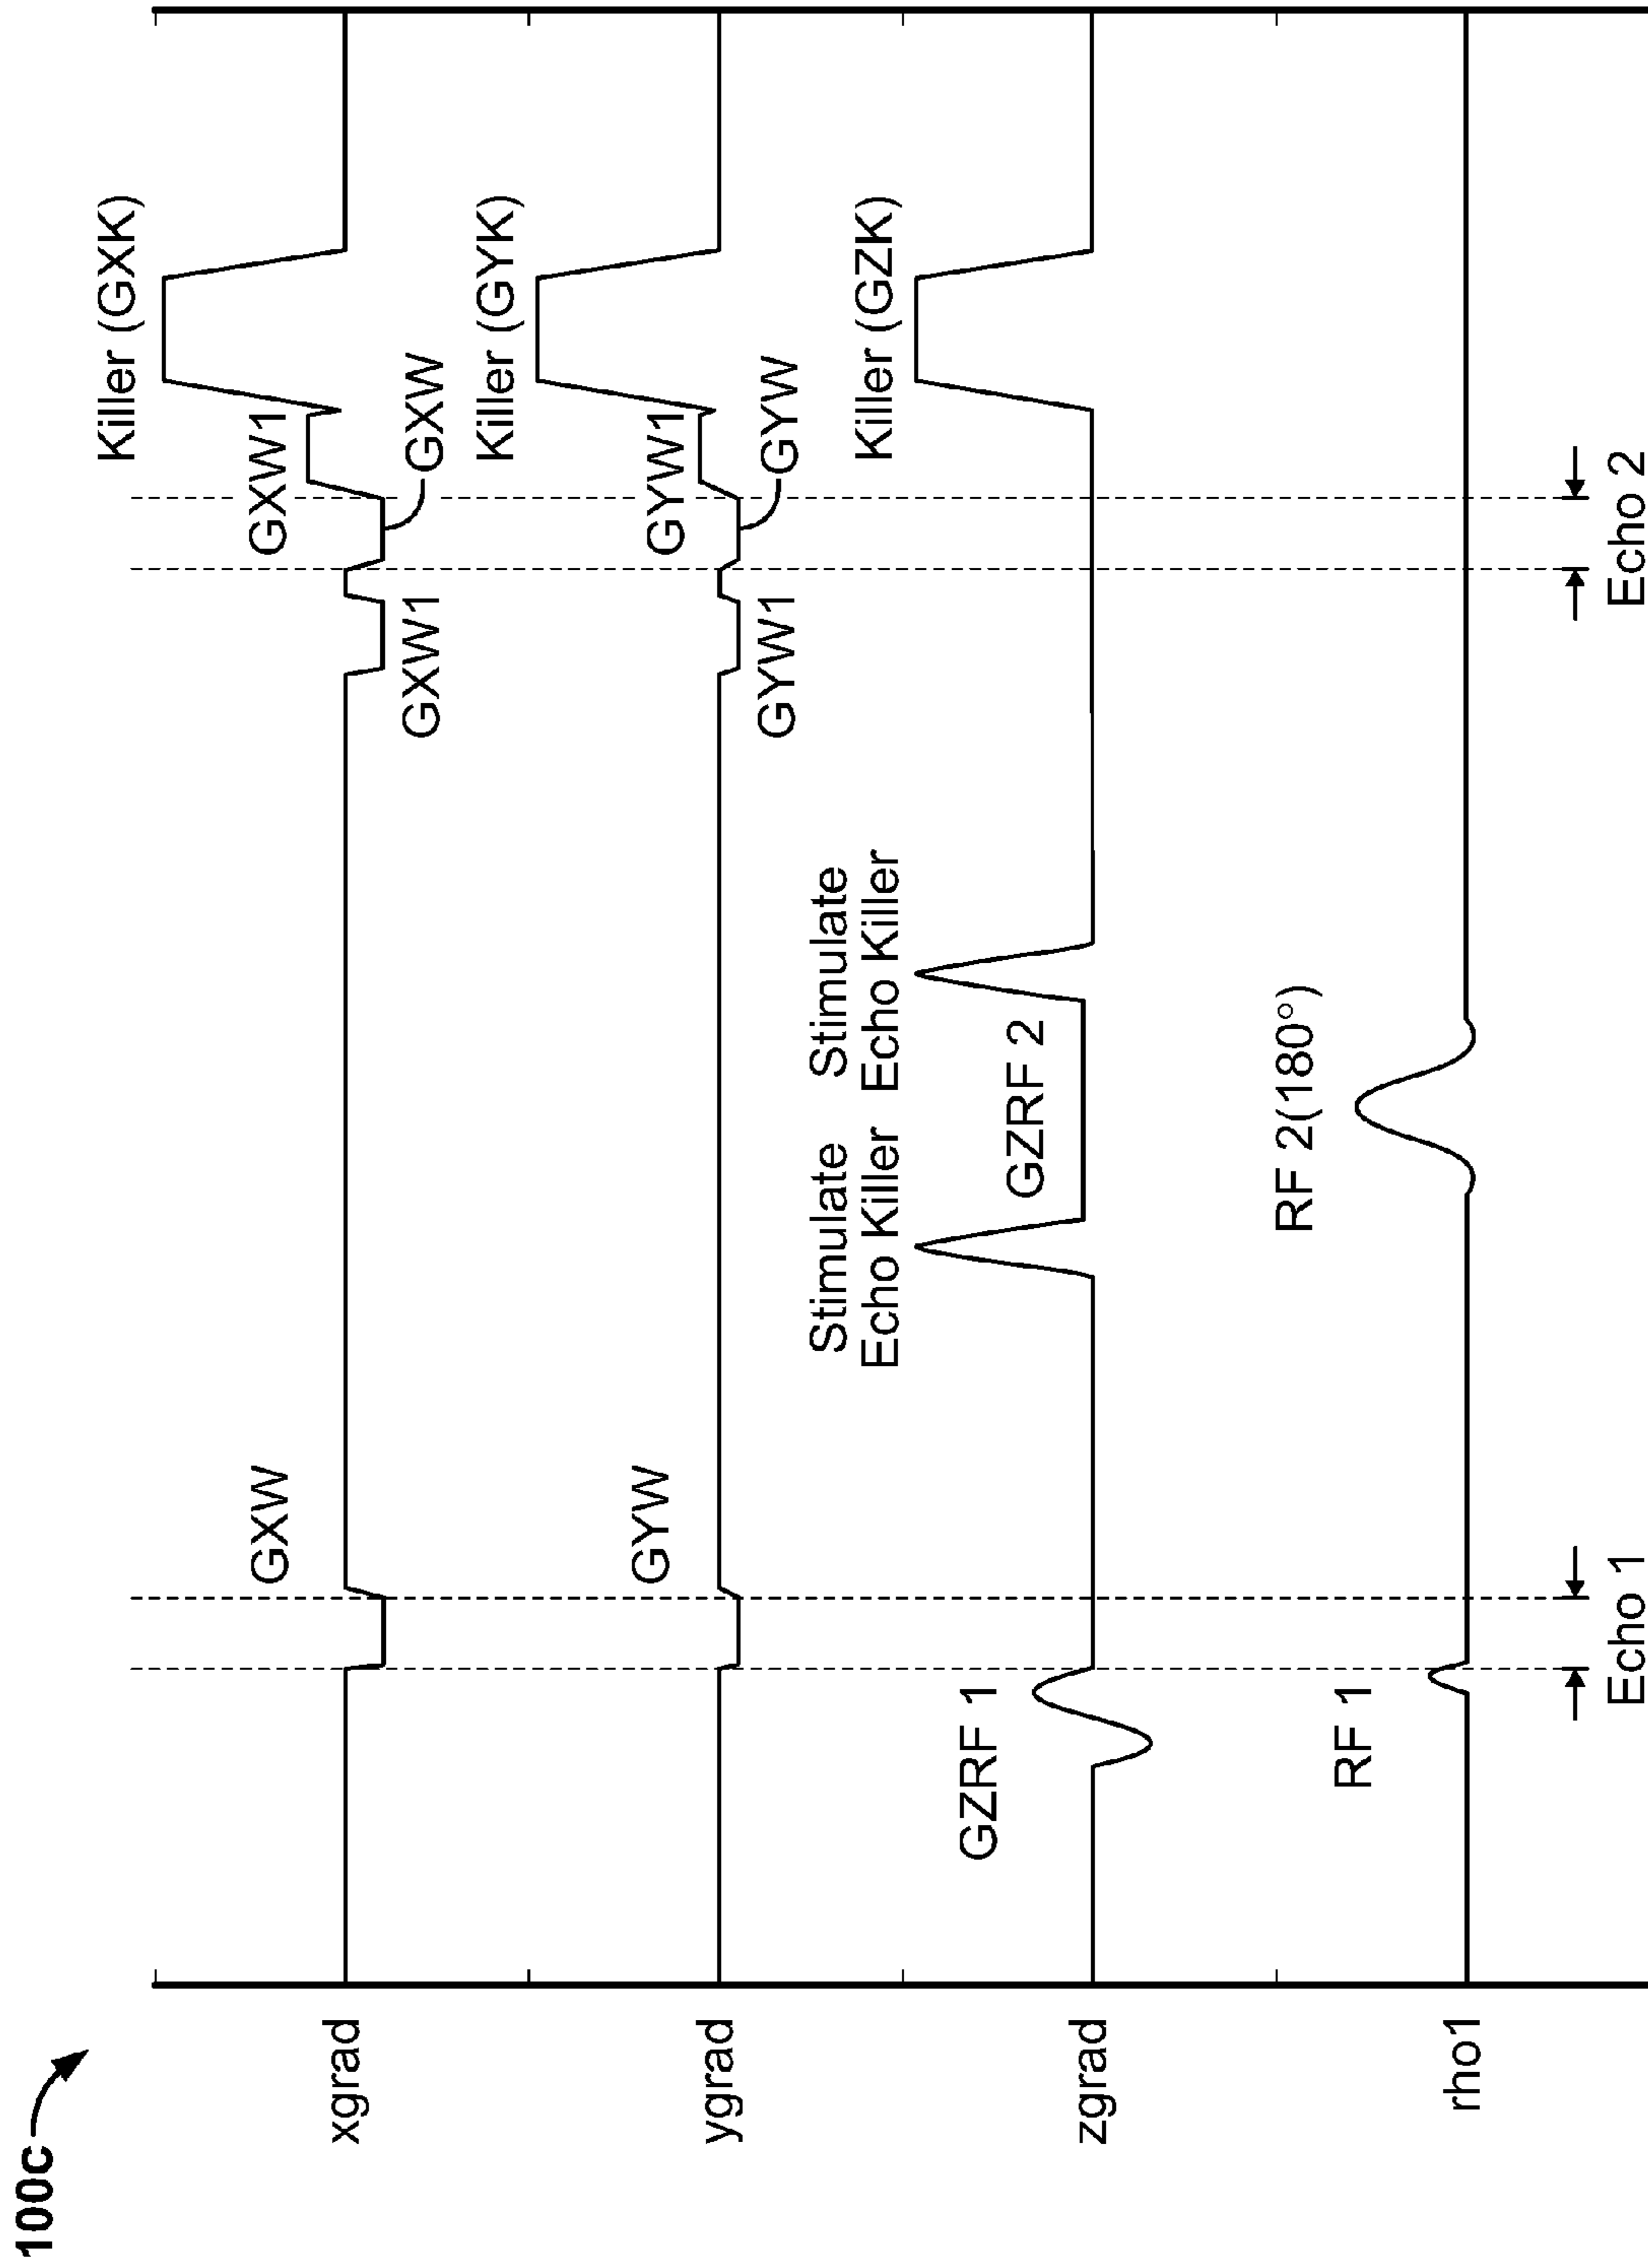 100c
Killer (GXK)
GXW
GXW1
GXW1
GXW
xgrad
Killer (GYK)
GYW
GYW1
GYW1
GYW
ygrad
Stimulate
Echo Killer
Stimulate
Echo Killer
Killer (GZK)
GZRF 1
GZRF 2
zgrad
RF 2(180°)
RF 1
rho1
Echo 1
Echo 2